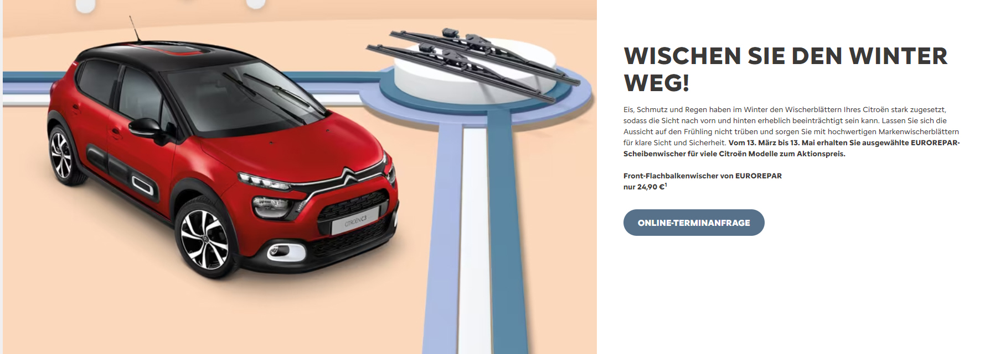 WISCHEN SIE DEN WINTER
WEG!
Eis, Schmutz und Regen haben im Winter den Wischerblättern Ihres Citroën stark zugesetzt,
sodass die Sicht nach vorn und hinten erheblich beeinträchtigt sein kann. Lassen Sie sich die
Aussicht auf den Frühling nicht trüben und sorgen Sie mit hochwertigen Markenwischerblättern
für klare Sicht und Sicherheit. Vom 13. März bis 13. Mai erhalten Sie ausgewählte EUROREPAR-
Scheibenwischer für viele Citroën Modelle zum Aktionspreis.
Front-Flachbalkenwischer von EUROREPAR
nur 24,90 €¹
ONLINE-TERMINANFRAGE
CITROËN C3